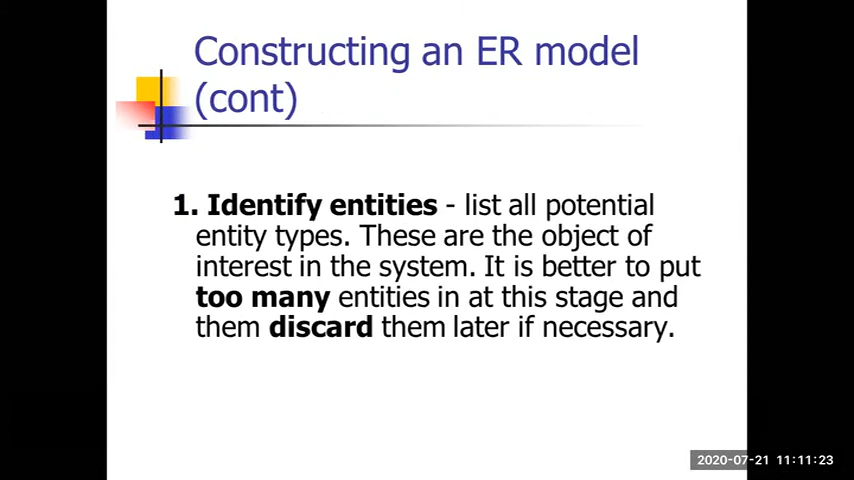 Constructing an ER model
(cont)
1. Identify entities - list all potential
entity types. These are the object of
interest in the system. It is better to put
too many entities in at this stage and
them discard them later if necessary.
2020-07-21 11:11:23